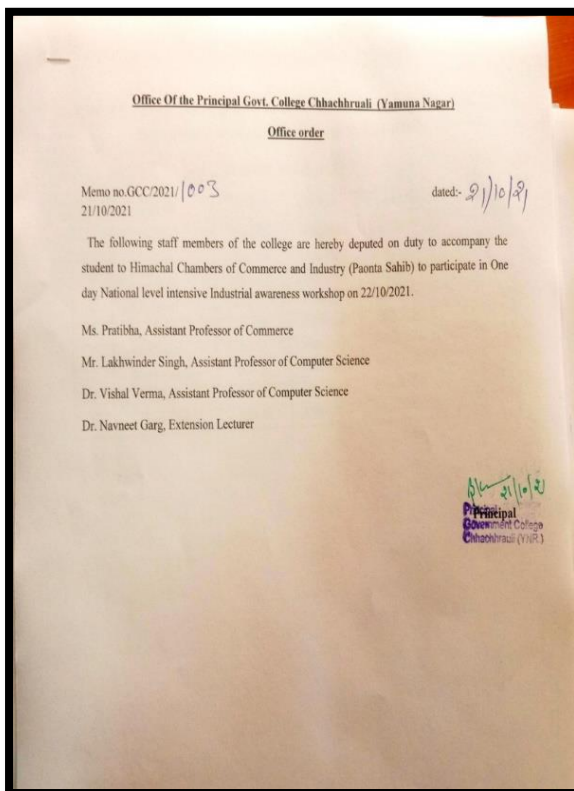 Office Of the Principal Govt. College Chhachhruali (Yamuna Nagar)
Office order
Memo no.GCC/2021/1003 dated:- 21/10/21
21/10/2021
The following staff members of the college are hereby deputed on duty to accompany the
student to Himachal Chambers of Commerce and Industry (Paonta Sahib) to participate in One
day National level intensive Industrial awareness workshop on 22/10/2021.
Ms. Pratibha, Assistant Professor of Commerce
Mr. Lakhwinder Singh, Assistant Professor of Computer Science
Dr. Vishal Verma, Assistant Professor of Computer Science
Dr. Navneet Garg, Extension Lecturer
21/10/21
Principal
Principal
Government College
Chhachhrauli (YNR.)